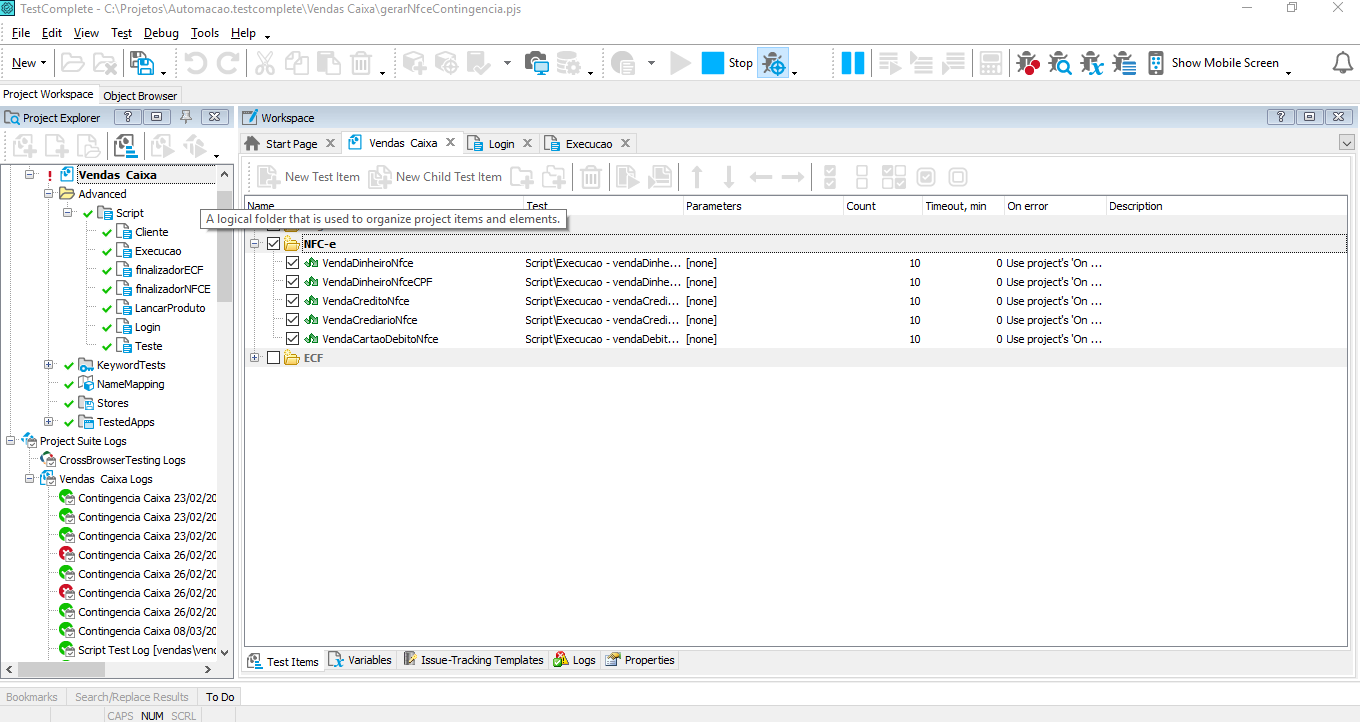 TestComplete - C:\Projetos\Automacao.testcomplete\Vendas Caixa\gerarNfceContingencia.pjs
File Edit View Test Debug Tools Help
New Stop Show Mobile Screen
Project Workspace Object Browser
Project Explorer
Workspace
Start Page Vendas Caixa Login Execucao
New Test Item New Child Test Item
Name Test Parameters Count Timeout, min On error Description
A logical folder that is used to organize project items and elements.
NFC-e
VendaDinheiroNfce Script\Execucao - vendaDinhe... [none] 10 0 Use project's 'On ...
VendaDinheiroNfceCPF Script\Execucao - vendaDinhe... [none] 10 0 Use project's 'On ...
VendaCreditoNfce Script\Execucao - vendaCredi... [none] 10 0 Use project's 'On ...
VendaCrediarioNfce Script\Execucao - vendaCredi... [none] 10 0 Use project's 'On ...
VendaCartaoDebitoNfce Script\Execucao - vendaDebit... [none] 10 0 Use project's 'On ...
ECF
Vendas Caixa
Advanced
Script
Cliente
Execucao
finalizadorECF
finalizadorNFCE
LancarProduto
Login
Teste
KeywordTests
NameMapping
Stores
TestedApps
Project Suite Logs
CrossBrowserTesting Logs
Vendas Caixa Logs
Contingencia Caixa 23/02/20
Contingencia Caixa 23/02/20
Contingencia Caixa 23/02/20
Contingencia Caixa 26/02/20
Contingencia Caixa 26/02/20
Contingencia Caixa 26/02/20
Contingencia Caixa 26/02/20
Contingencia Caixa 08/03/20
Script Test Log [vendas\venc
Test Items Variables Issue-Tracking Templates Logs Properties
Bookmarks Search/Replace Results To Do
CAPS NUM SCRL